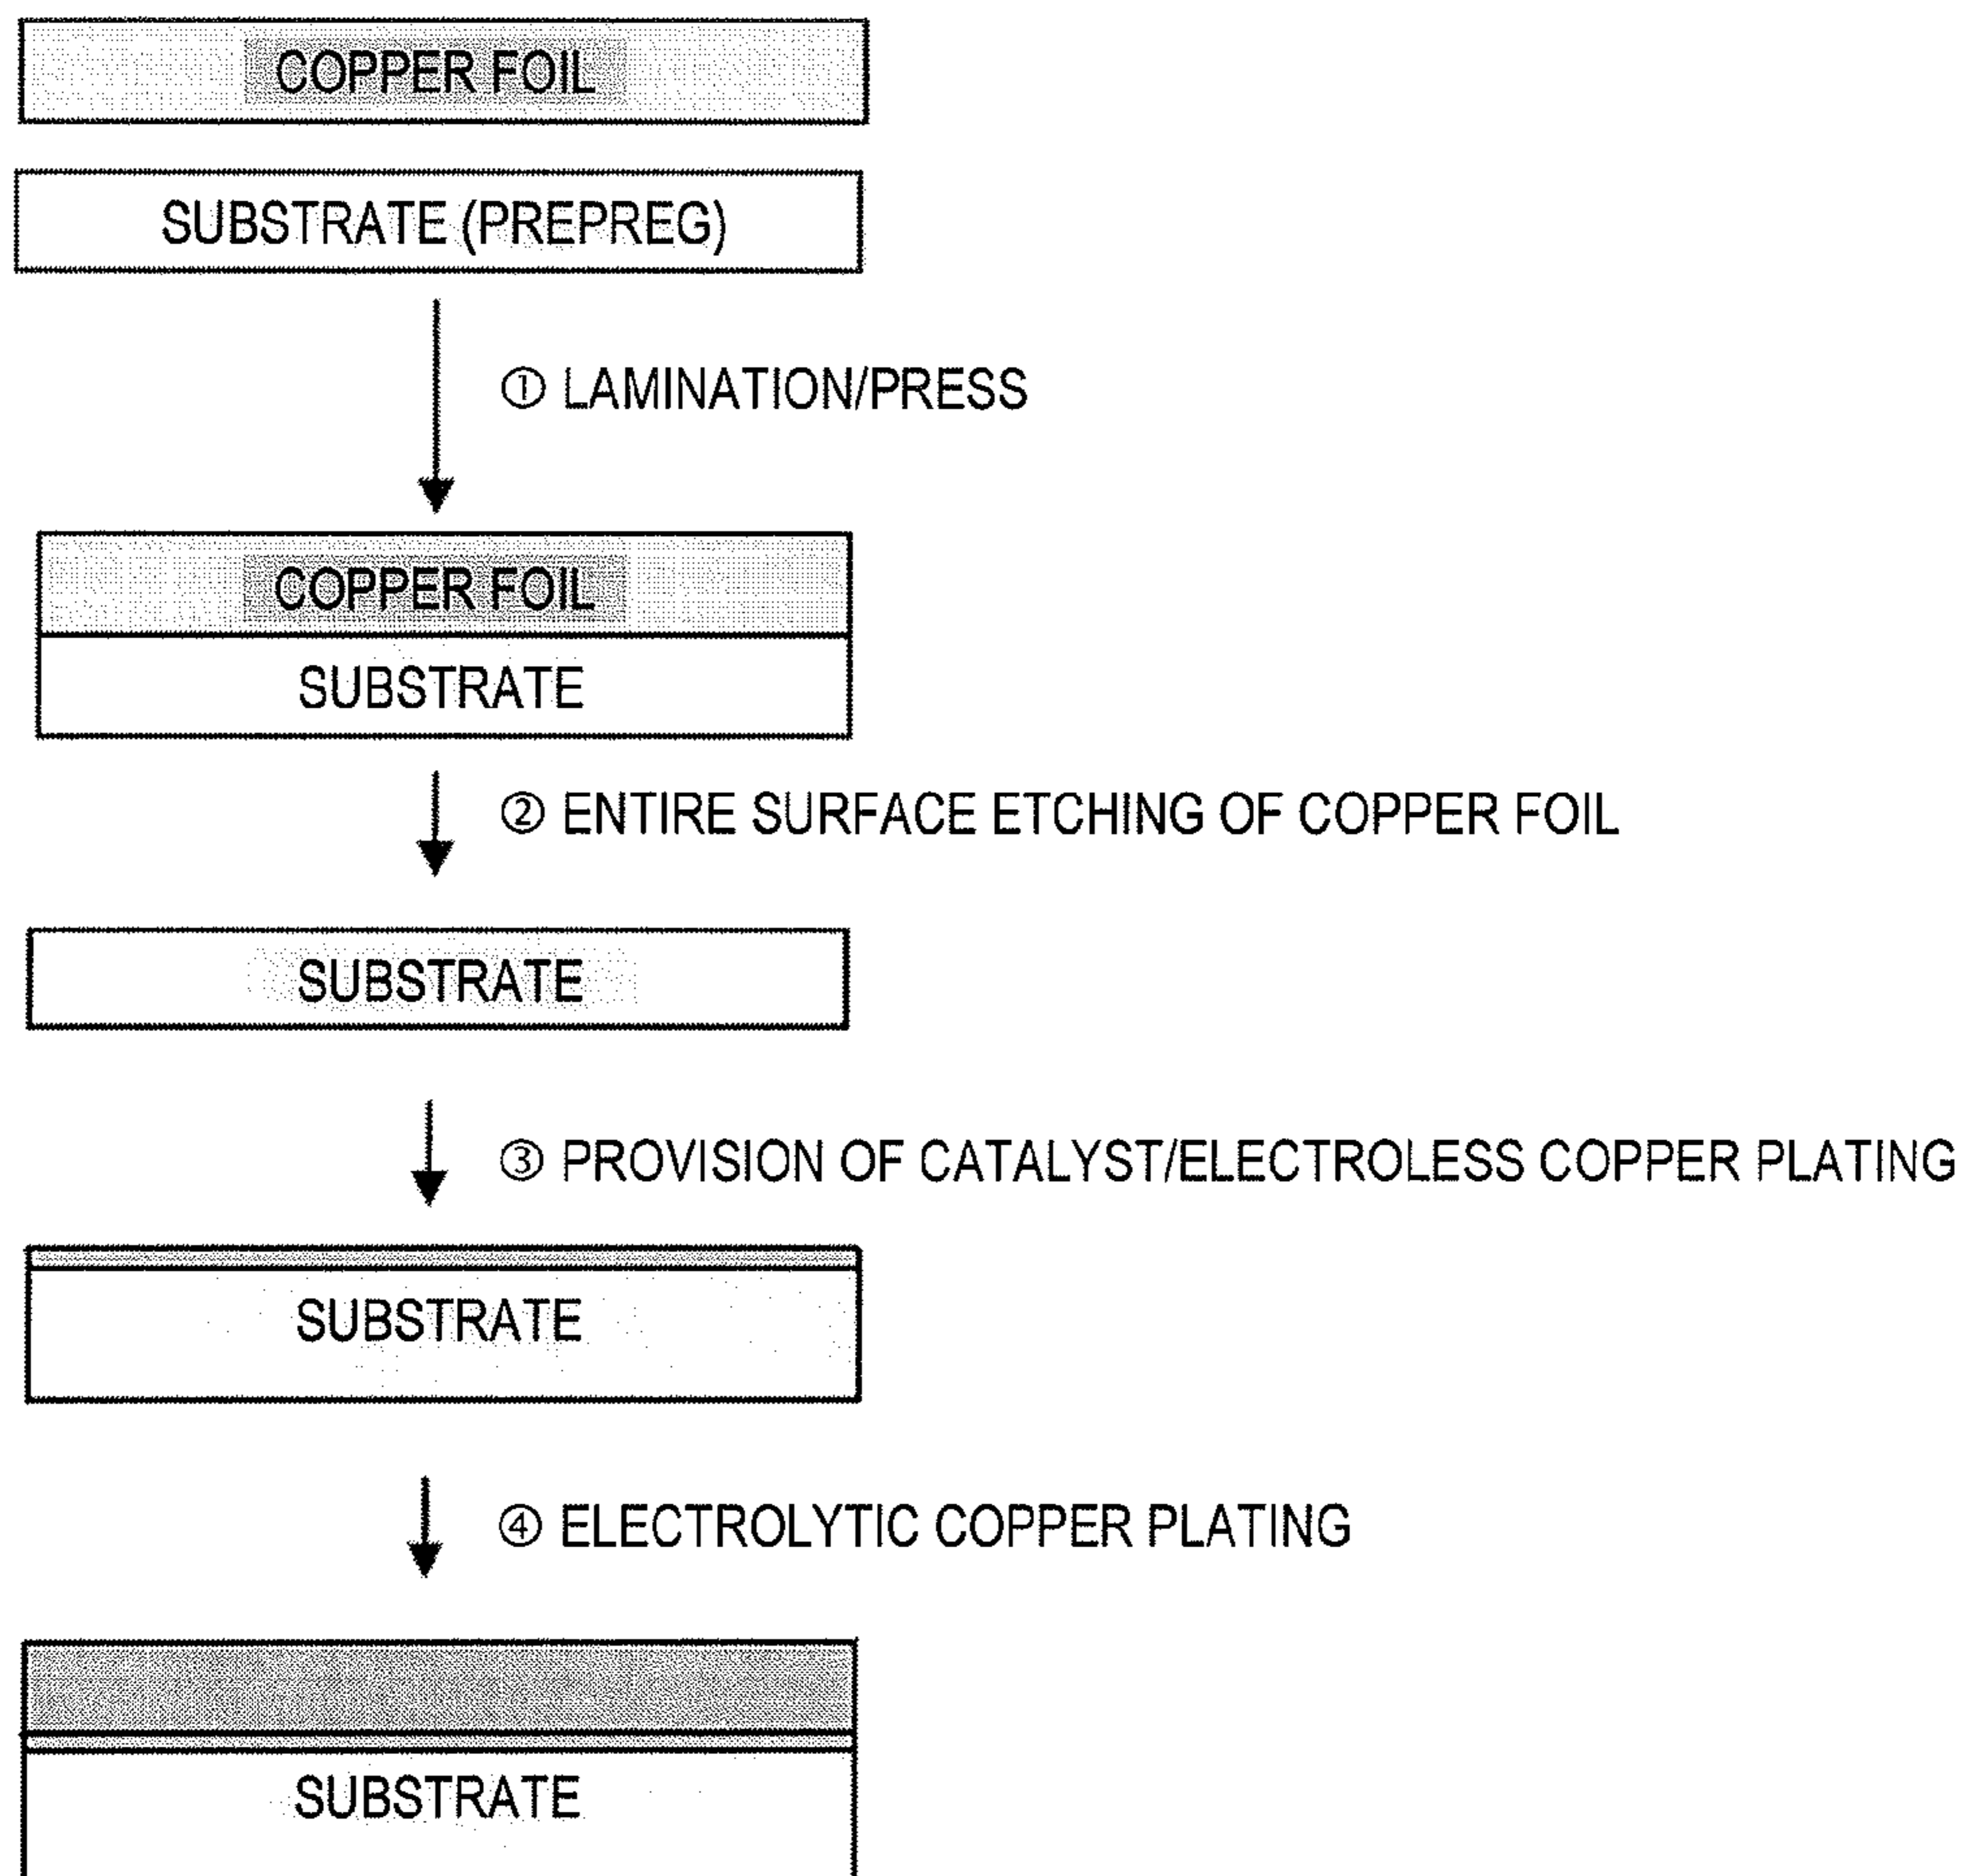 COPPER FOIL
SUBSTRATE (PREPREG)
① LAMINATION/PRESS
COPPER FOIL
SUBSTRATE
② ENTIRE SURFACE ETCHING OF COPPER FOIL
SUBSTRATE
③ PROVISION OF CATALYST/ELECTROLESS COPPER PLATING
SUBSTRATE
④ ELECTROLYTIC COPPER PLATING
SUBSTRATE